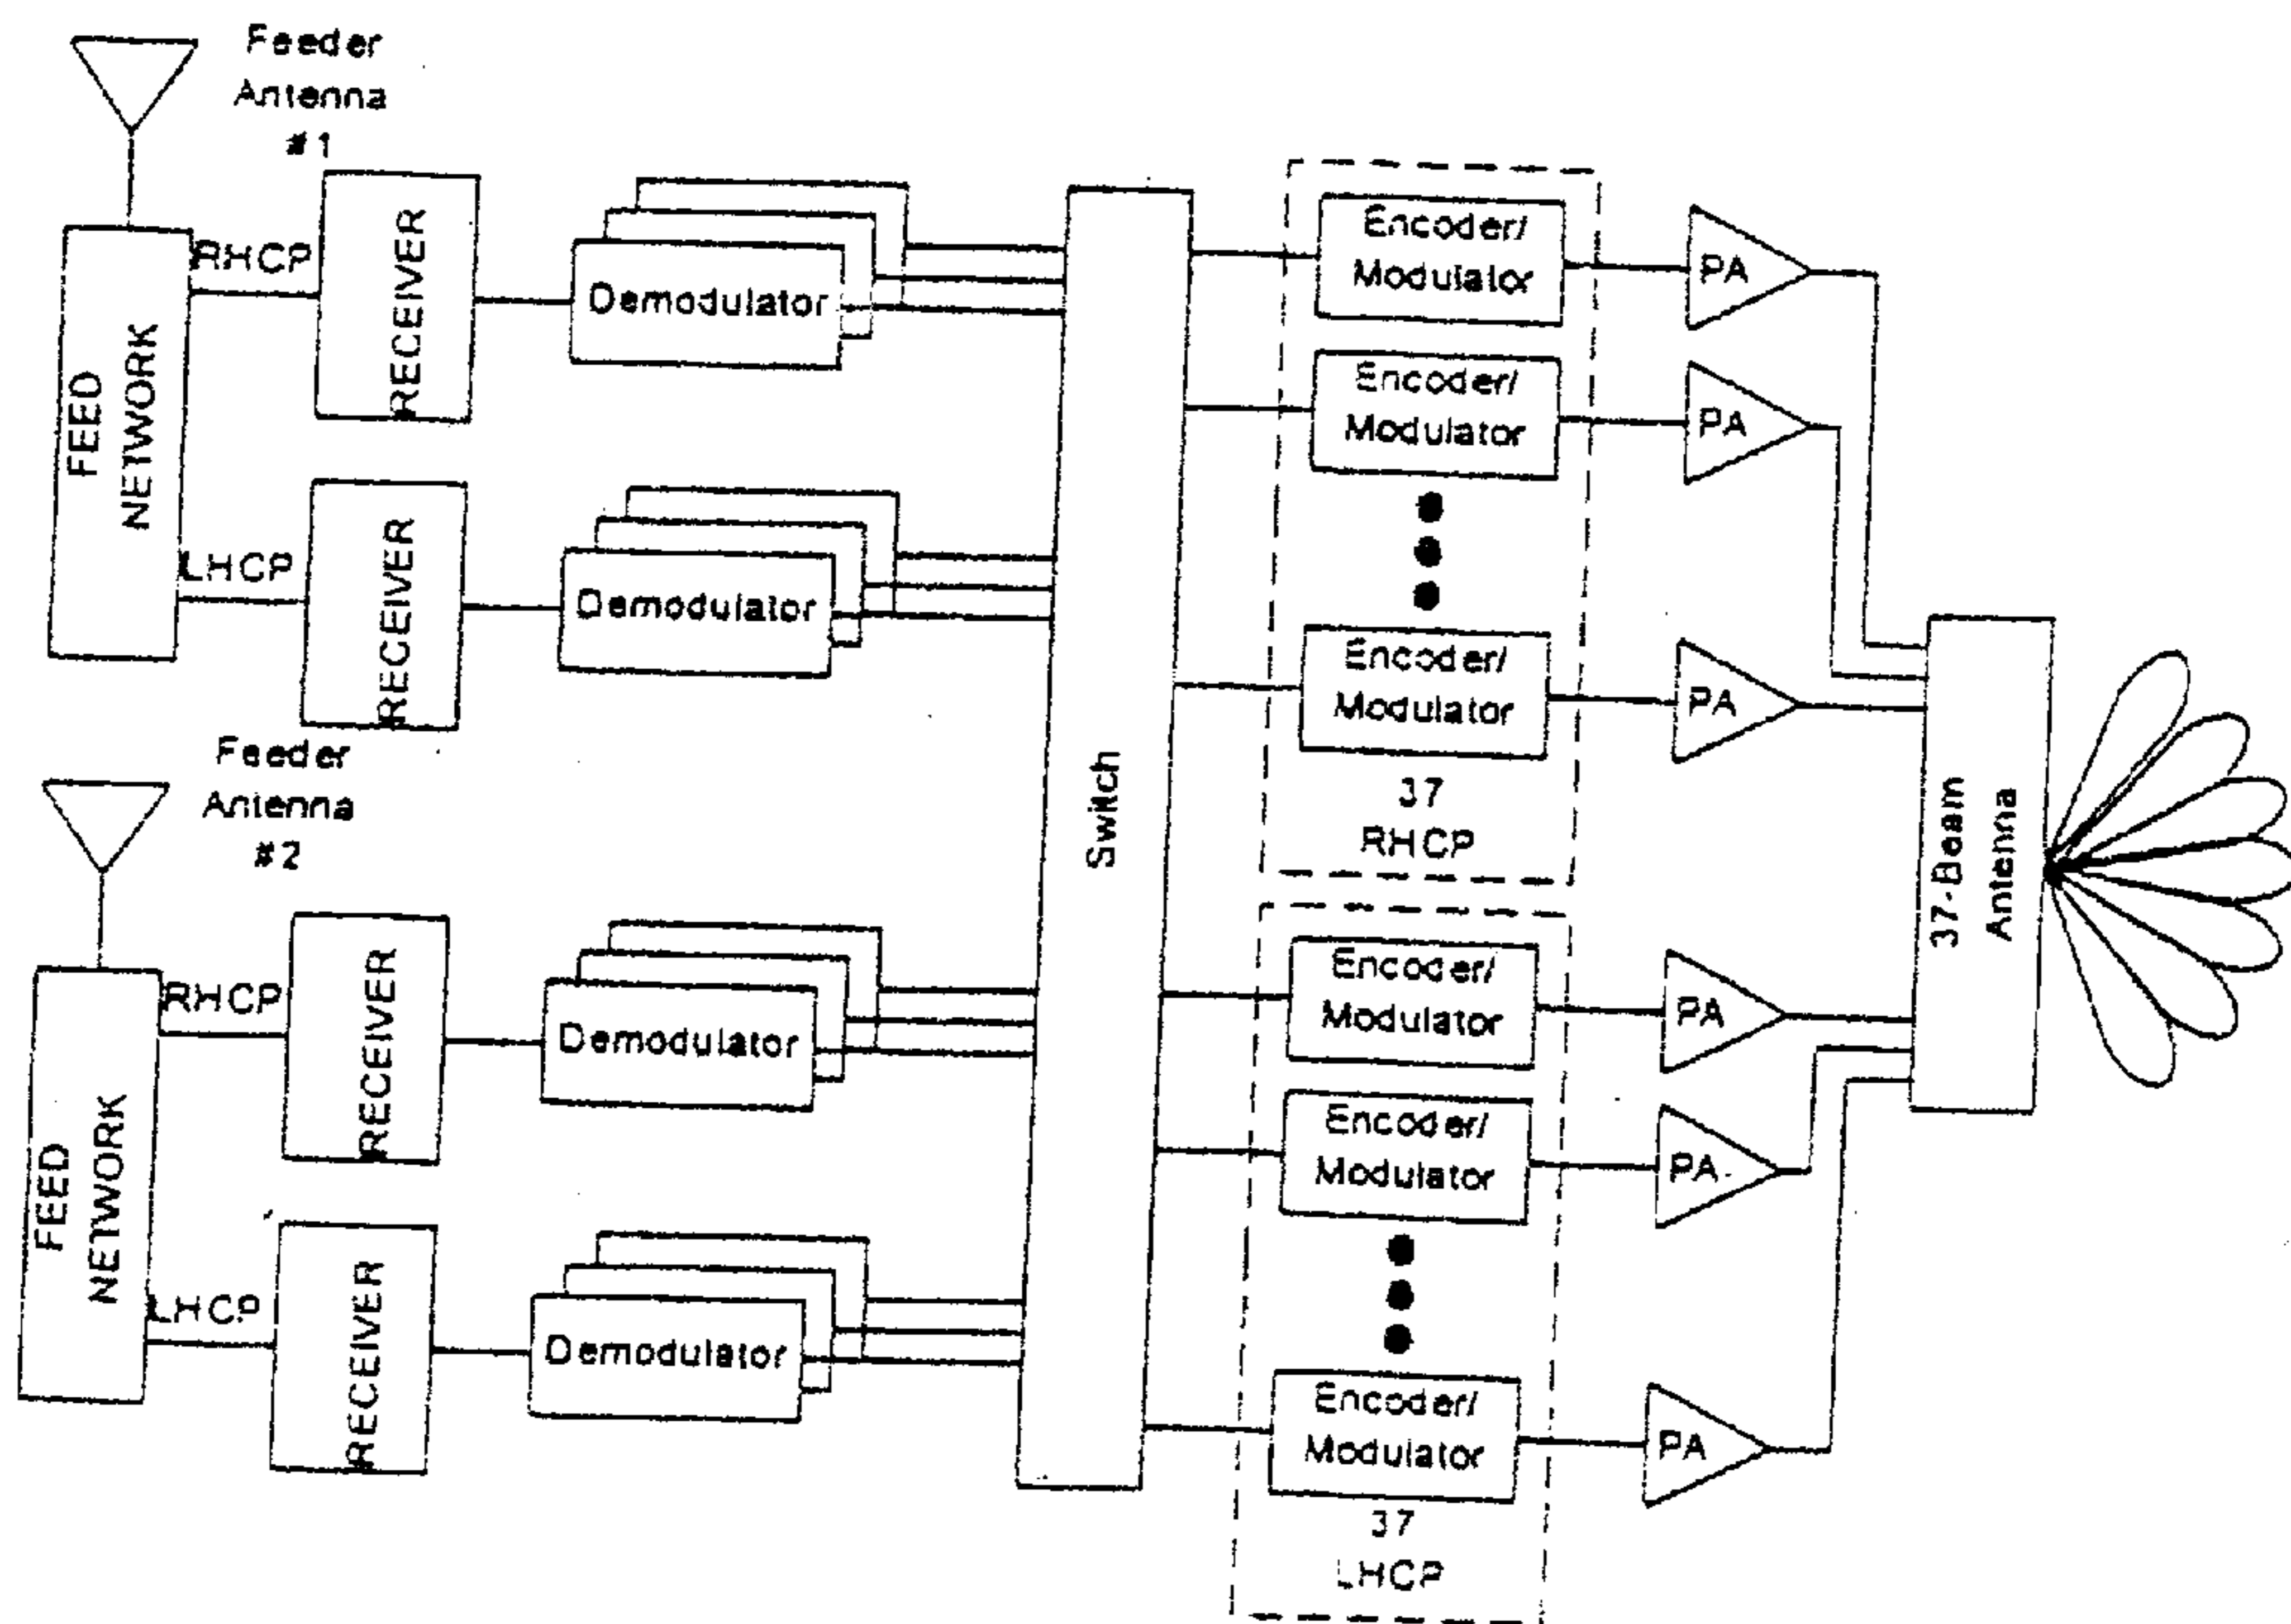 Feeder
Antenna
#1
FEED
NETWORK
RHCP
RECEIVER
Demodulator
LHCP
RECEIVER
Demodulator
Feeder
Antenna
#2
FEED
NETWORK
RHCP
RECEIVER
Demodulator
LHCP
RECEIVER
Demodulator
Switch
Encoder/
Modulator
PA
Encoder/
Modulator
PA
Encoder/
Modulator
PA
37
RHCP
Encoder/
Modulator
PA
Encoder/
Modulator
PA
Encoder/
Modulator
PA
37
LHCP
37-Beam
Antenna